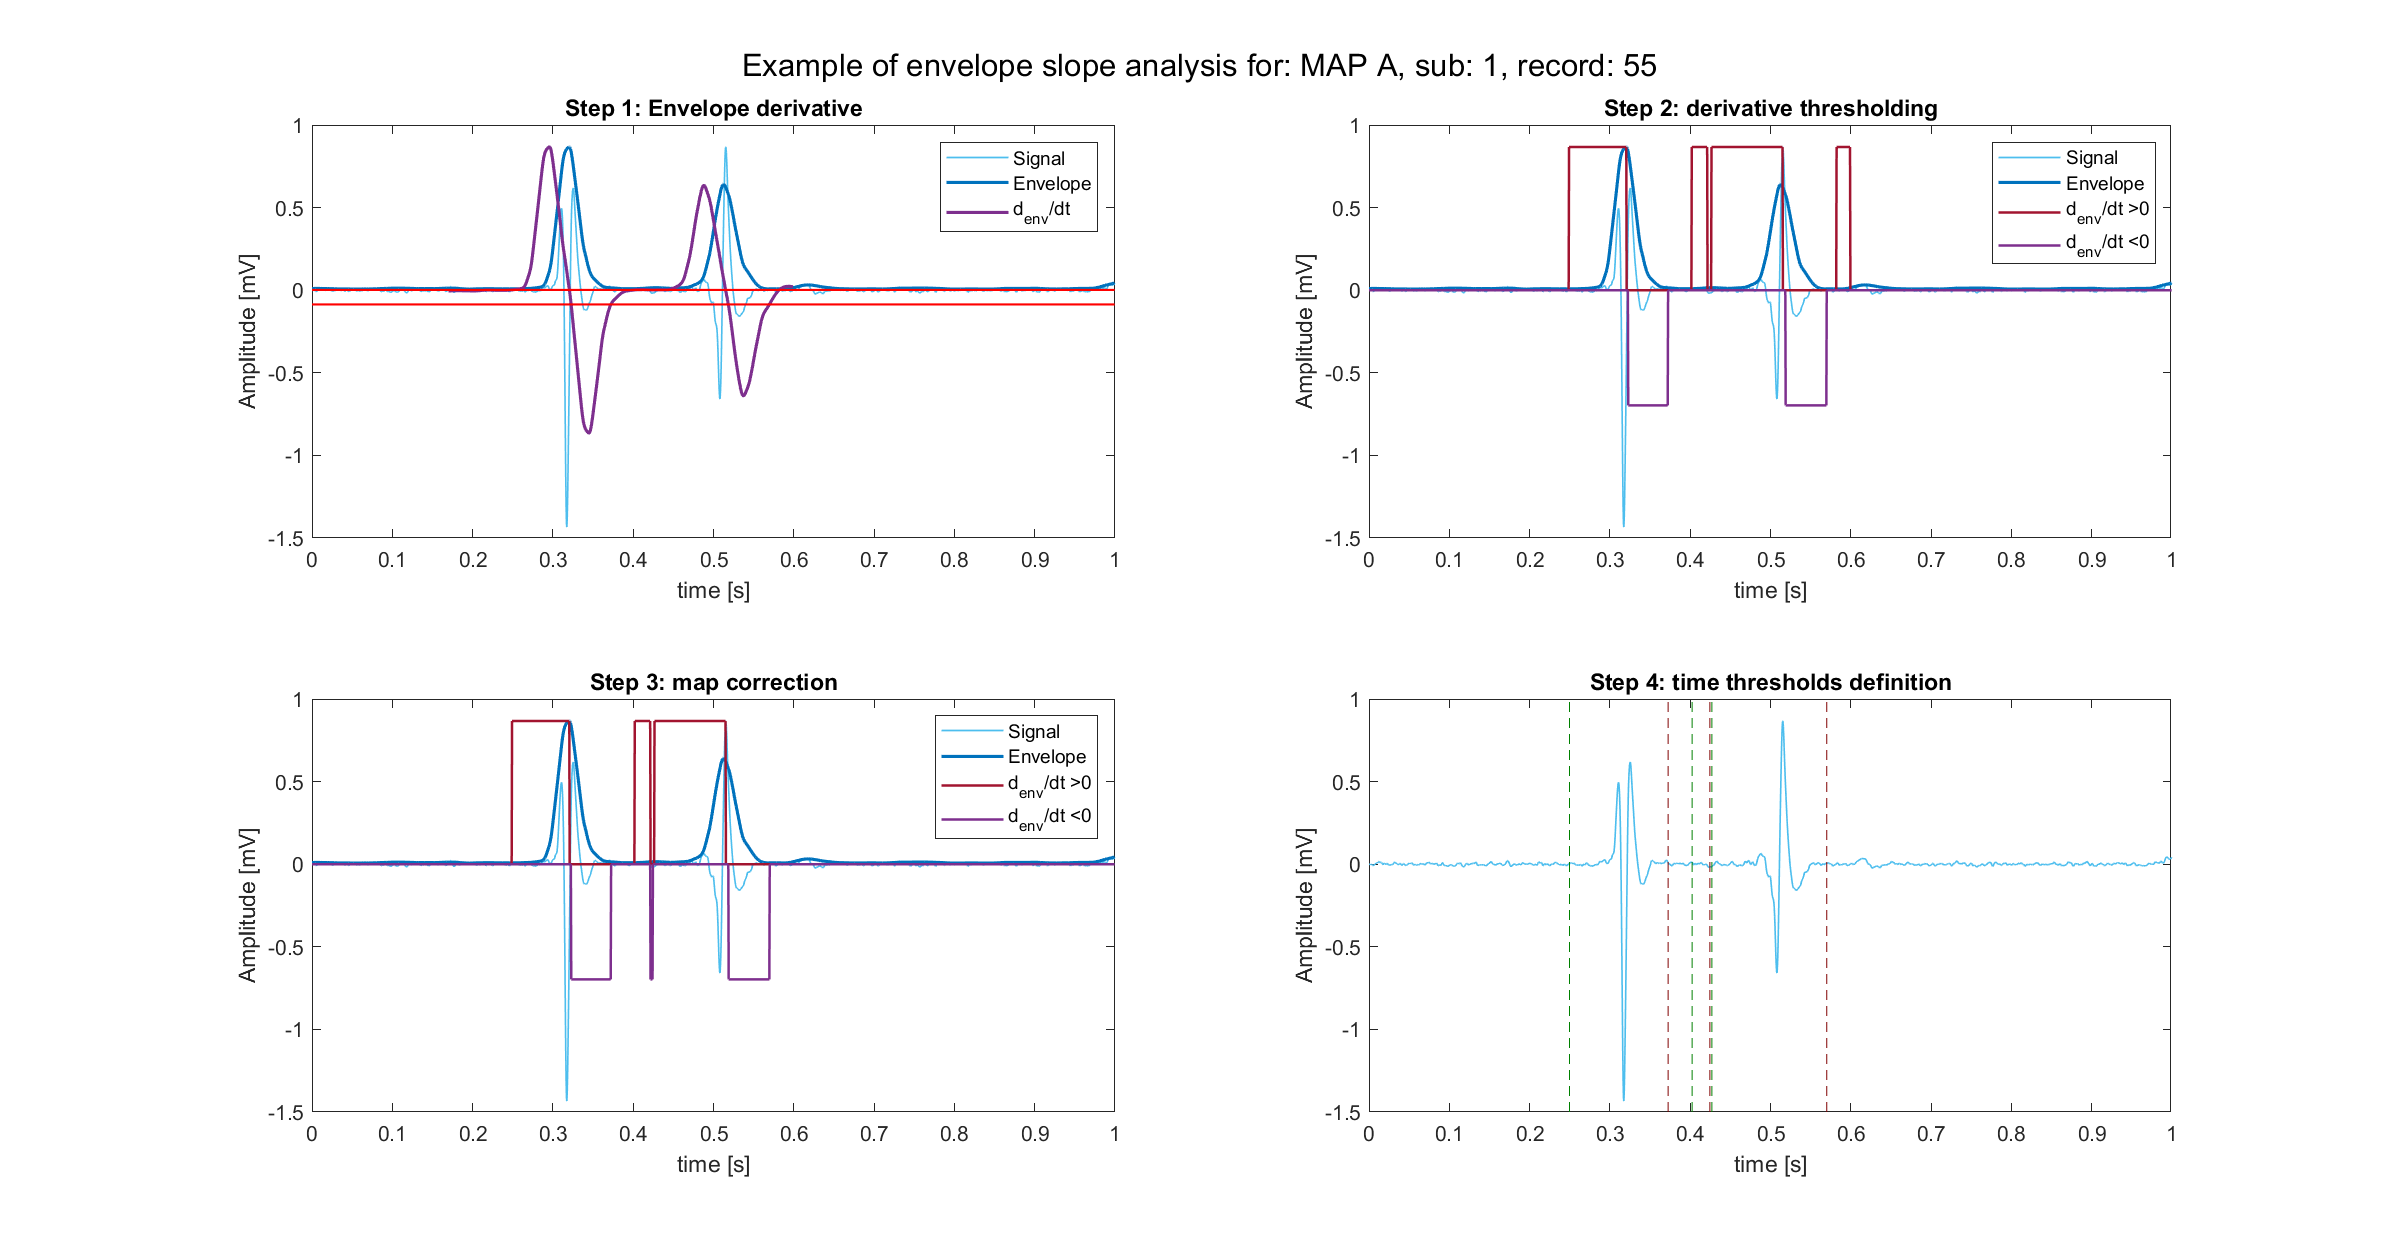 Example of envelope slope analysis for: MAP A, sub: 1, record: 55
Step 1: Envelope derivative
1
0.5
0
-0.5
-1
-1.5
Amplitude [mV]
0 0.1 0.2 0.3 0.4 0.5 0.6 0.7 0.8 0.9 1
time [s]
Signal
Envelope
d_env/dt
Step 2: derivative thresholding
1
0.5
0
-0.5
-1
-1.5
Amplitude [mV]
0 0.1 0.2 0.3 0.4 0.5 0.6 0.7 0.8 0.9 1
time [s]
Signal
Envelope
d_env/dt >0
d_env/dt <0
Step 3: map correction
1
0.5
0
-0.5
-1
-1.5
Amplitude [mV]
0 0.1 0.2 0.3 0.4 0.5 0.6 0.7 0.8 0.9 1
time [s]
Signal
Envelope
d_env/dt >0
d_env/dt <0
Step 4: time thresholds definition
1
0.5
0
-0.5
-1
-1.5
Amplitude [mV]
0 0.1 0.2 0.3 0.4 0.5 0.6 0.7 0.8 0.9 1
time [s]